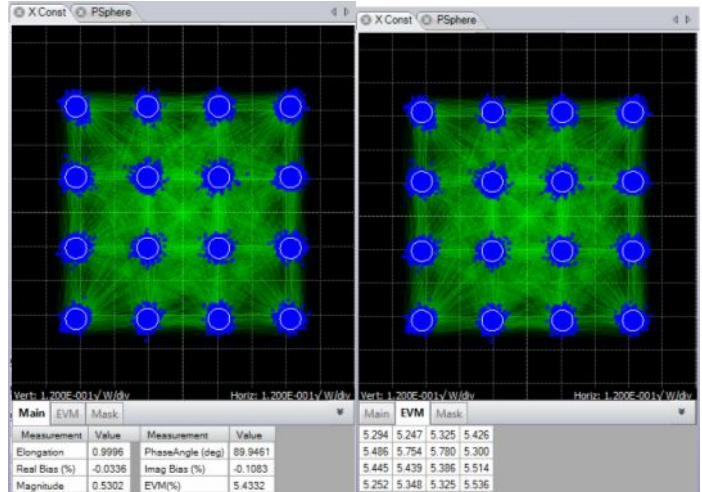 X Const PSphere
Vert: 1.200E-001√ W/div Horiz: 1.200E-001√ W/div
Main EVM Mask
Measurement Value Measurement Value
Elongation 0.9996 PhaseAngle (deg) 89.9461
Real Bias (%) -0.0336 Imag Bias (%) -0.1083
Magnitude 0.5302 EVM(%) 5.4332
X Const PSphere
Vert: 1.200E-001√ W/div Horiz: 1.200E-001√ W/div
Main EVM Mask
5.294 5.247 5.325 5.426
5.486 5.754 5.780 5.300
5.445 5.439 5.386 5.514
5.252 5.348 5.325 5.536